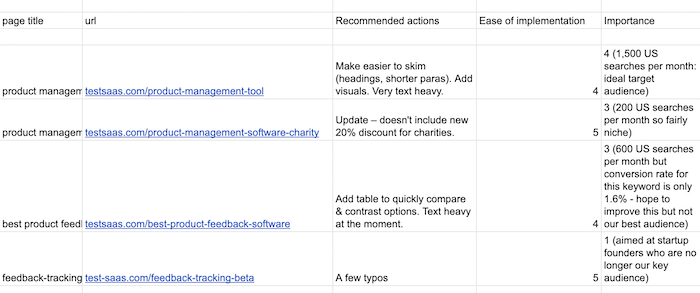 page title url Recommended actions Ease of implementation Importance
product managem testsaas.com/product-management-tool Make easier to skim (headings, shorter paras). Add visuals. Very text heavy. 4 4 (1,500 US searches per month: ideal target audience)
product managem testsaas.com/product-management-software-charity Update – doesn't include new 20% discount for charities. 5 3 (200 US searches per month so fairly niche)
best product feedl testsaas.com/best-product-feedback-software Add table to quickly compare & contrast options. Text heavy at the moment. 4 3 (600 US searches per month but conversion rate for this keyword is only 1.6% - hope to improve this but not our best audience)
feedback-tracking test-saas.com/feedback-tracking-beta A few typos 5 1 (aimed at startup founders who are no longer our key audience)